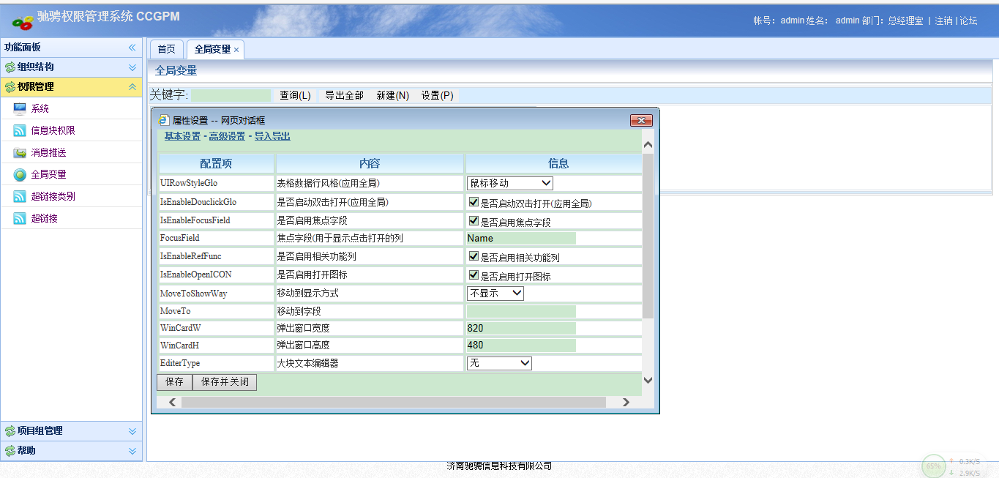 驰骋权限管理系统 CCGPM
帐号: admin 姓名: admin 部门: 总经理室 | 注销 | 论坛
功能面板
组织结构
权限管理
系统
信息块权限
消息推送
全局变量
超链接类别
超链接
项目组管理
帮助
首页 全局变量 ×
全局变量
关键字: 查询(L) 导出全部 新建(N) 设置(P)
属性设置 -- 网页对话框
基本设置 - 高级设置 - 导入导出
配置项 内容 信息
UIRowStyleGlo 表格数据行风格(应用全局) 鼠标移动
IsEnableDouclickGlo 是否启动双击打开(应用全局) 是否启动双击打开(应用全局)
IsEnableFocusField 是否启用焦点字段 是否启用焦点字段
FocusField 焦点字段(用于显示点击打开的列 Name
IsEnableRefFunc 是否启用相关功能列 是否启用相关功能列
IsEnableOpenICON 是否启用打开图标 是否启用打开图标
MoveToShowWay 移动到显示方式 不显示
MoveTo 移动到字段
WinCardW 弹出窗口宽度 820
WinCardH 弹出窗口高度 480
EditerType 大块文本编辑器 无
保存 保存并关闭
济南驰骋信息科技有限公司
65% ↑ 0.3K/S
↓ 2.9K/S